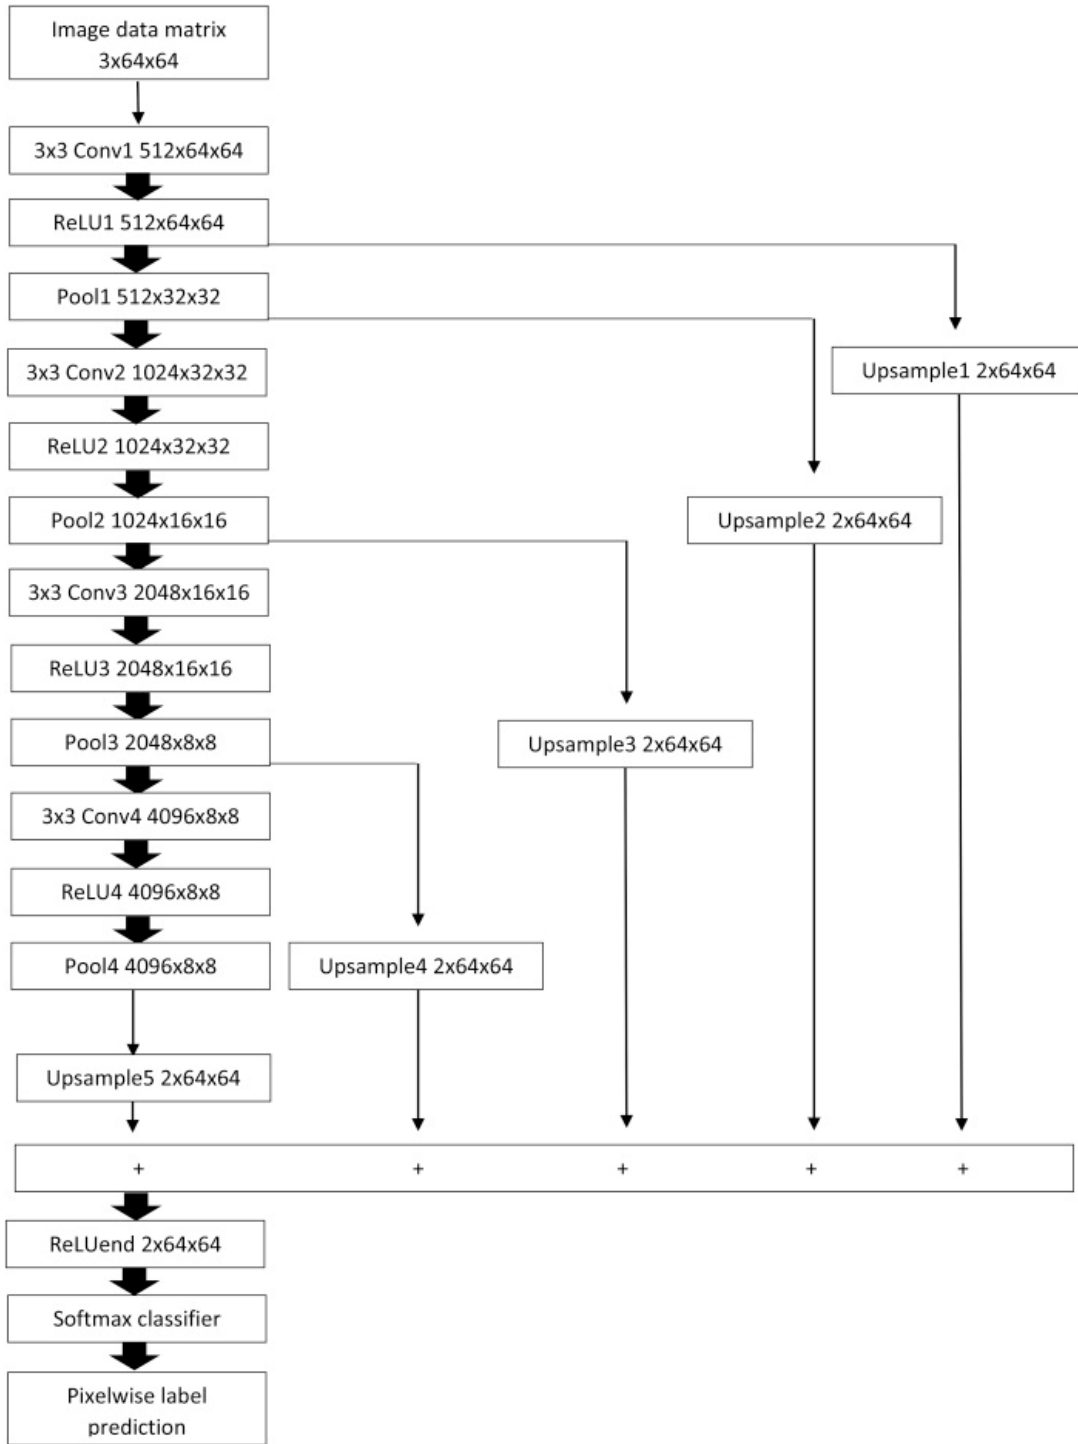 Image data matrix
3x64x64
3x3 Conv1 512x64x64
ReLU1 512x64x64
Pool1 512x32x32
3x3 Conv2 1024x32x32
Upsample1 2x64x64
ReLU2 1024x32x32
Pool2 1024x16x16
Upsample2 2x64x64
3x3 Conv3 2048x16x16
ReLU3 2048x16x16
Pool3 2048x8x8
Upsample3 2x64x64
3x3 Conv4 4096x8x8
ReLU4 4096x8x8
Pool4 4096x8x8
Upsample4 2x64x64
Upsample5 2x64x64
+ + + + +
ReLUend 2x64x64
Softmax classifier
Pixelwise label
prediction